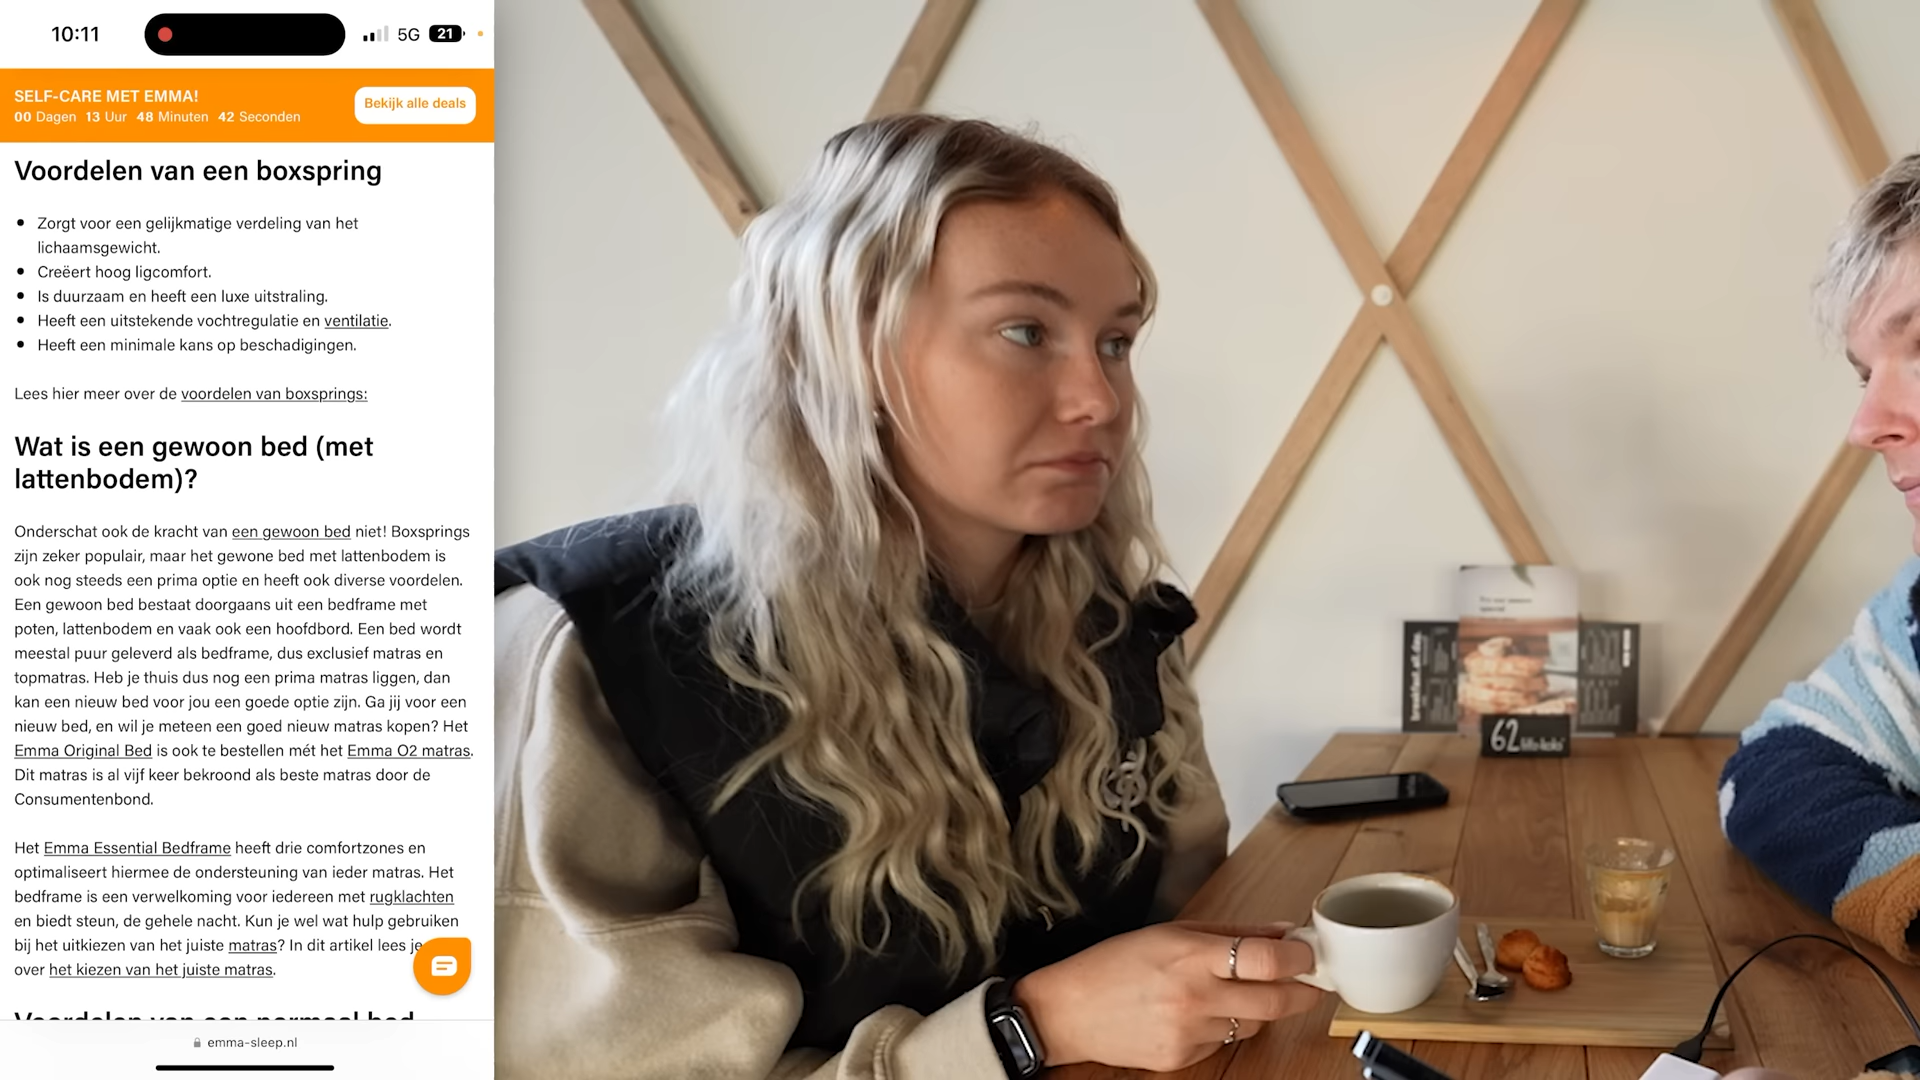 10:11
5G
21
SELF-CARE MET EMMA!
00 Dagen 13 Uur 48 Minuten 42 Seconden
Bekijk alle deals
Voordelen van een boxspring
Zorgt voor een gelijkmatige verdeling van het
lichaamsgewicht.
Creëert hoog ligcomfort.
Is duurzaam en heeft een luxe uitstraling.
Heeft een uitstekende vochtregulatie en ventilatie.
Heeft een minimale kans op beschadigingen.
Lees hier meer over de voordelen van boxsprings:
Wat is een gewoon bed (met
lattenbodem)?
Onderschat ook de kracht van een gewoon bed niet! Boxsprings
zijn zeker populair, maar het gewone bed met lattenbodem is
ook nog steeds een prima optie en heeft ook diverse voordelen.
Een gewoon bed bestaat doorgaans uit een bedframe met
poten, lattenbodem en vaak ook een hoofdbord. Een bed wordt
meestal puur geleverd als bedframe, dus exclusief matras en
topmatras. Heb je thuis dus nog een prima matras liggen, dan
kan een nieuw bed voor jou een goede optie zijn. Ga jij voor een
nieuw bed, en wil je meteen een goed nieuw matras kopen? Het
Emma Original Bed is ook te bestellen mét het Emma O2 matras.
Dit matras is al vijf keer bekroond als beste matras door de
Consumentenbond.
Het Emma Essential Bedframe heeft drie comfortzones en
optimaliseert hiermee de ondersteuning van ieder matras. Het
bedframe is een verwelkoming voor iedereen met rugklachten
en biedt steun, de gehele nacht. Kun je wel wat hulp gebruiken
bij het uitkiezen van het juiste matras? In dit artikel lees je
over het kiezen van het juiste matras.
Voordelen van een normaal bed
emma-sleep.nl
breakfast all day.
62